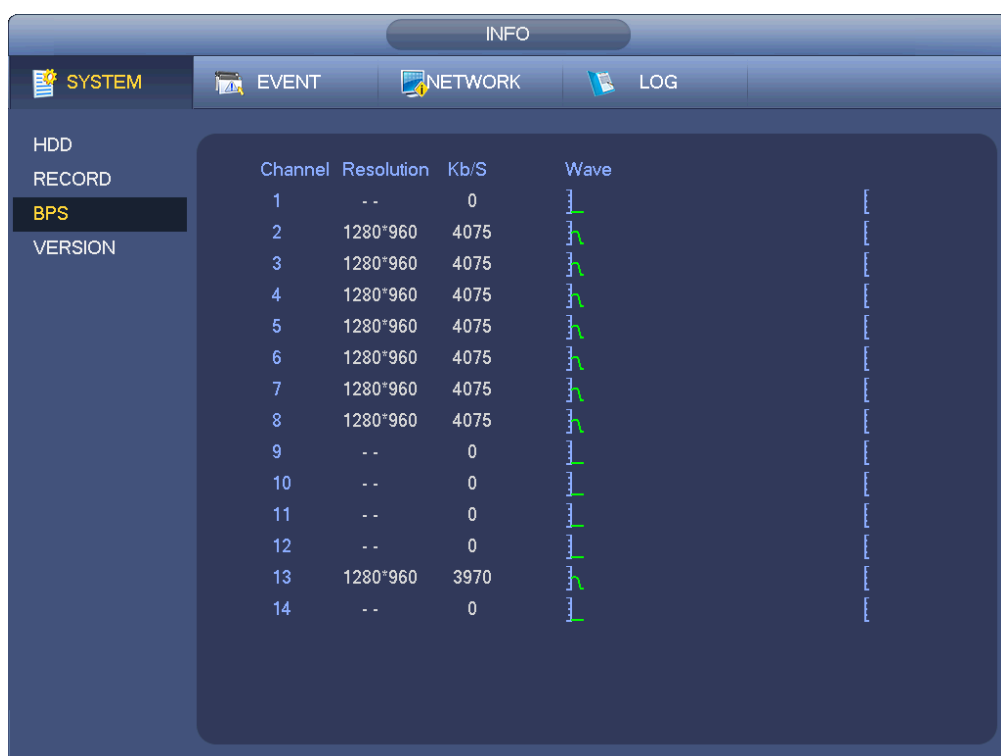 INFO
SYSTEM EVENT NETWORK LOG
HDD
RECORD
BPS
VERSION
Channel Resolution Kb/S Wave
1 - - 0
2 1280*960 4075
3 1280*960 4075
4 1280*960 4075
5 1280*960 4075
6 1280*960 4075
7 1280*960 4075
8 1280*960 4075
9 - - 0
10 - - 0
11 - - 0
12 - - 0
13 1280*960 3970
14 - - 0